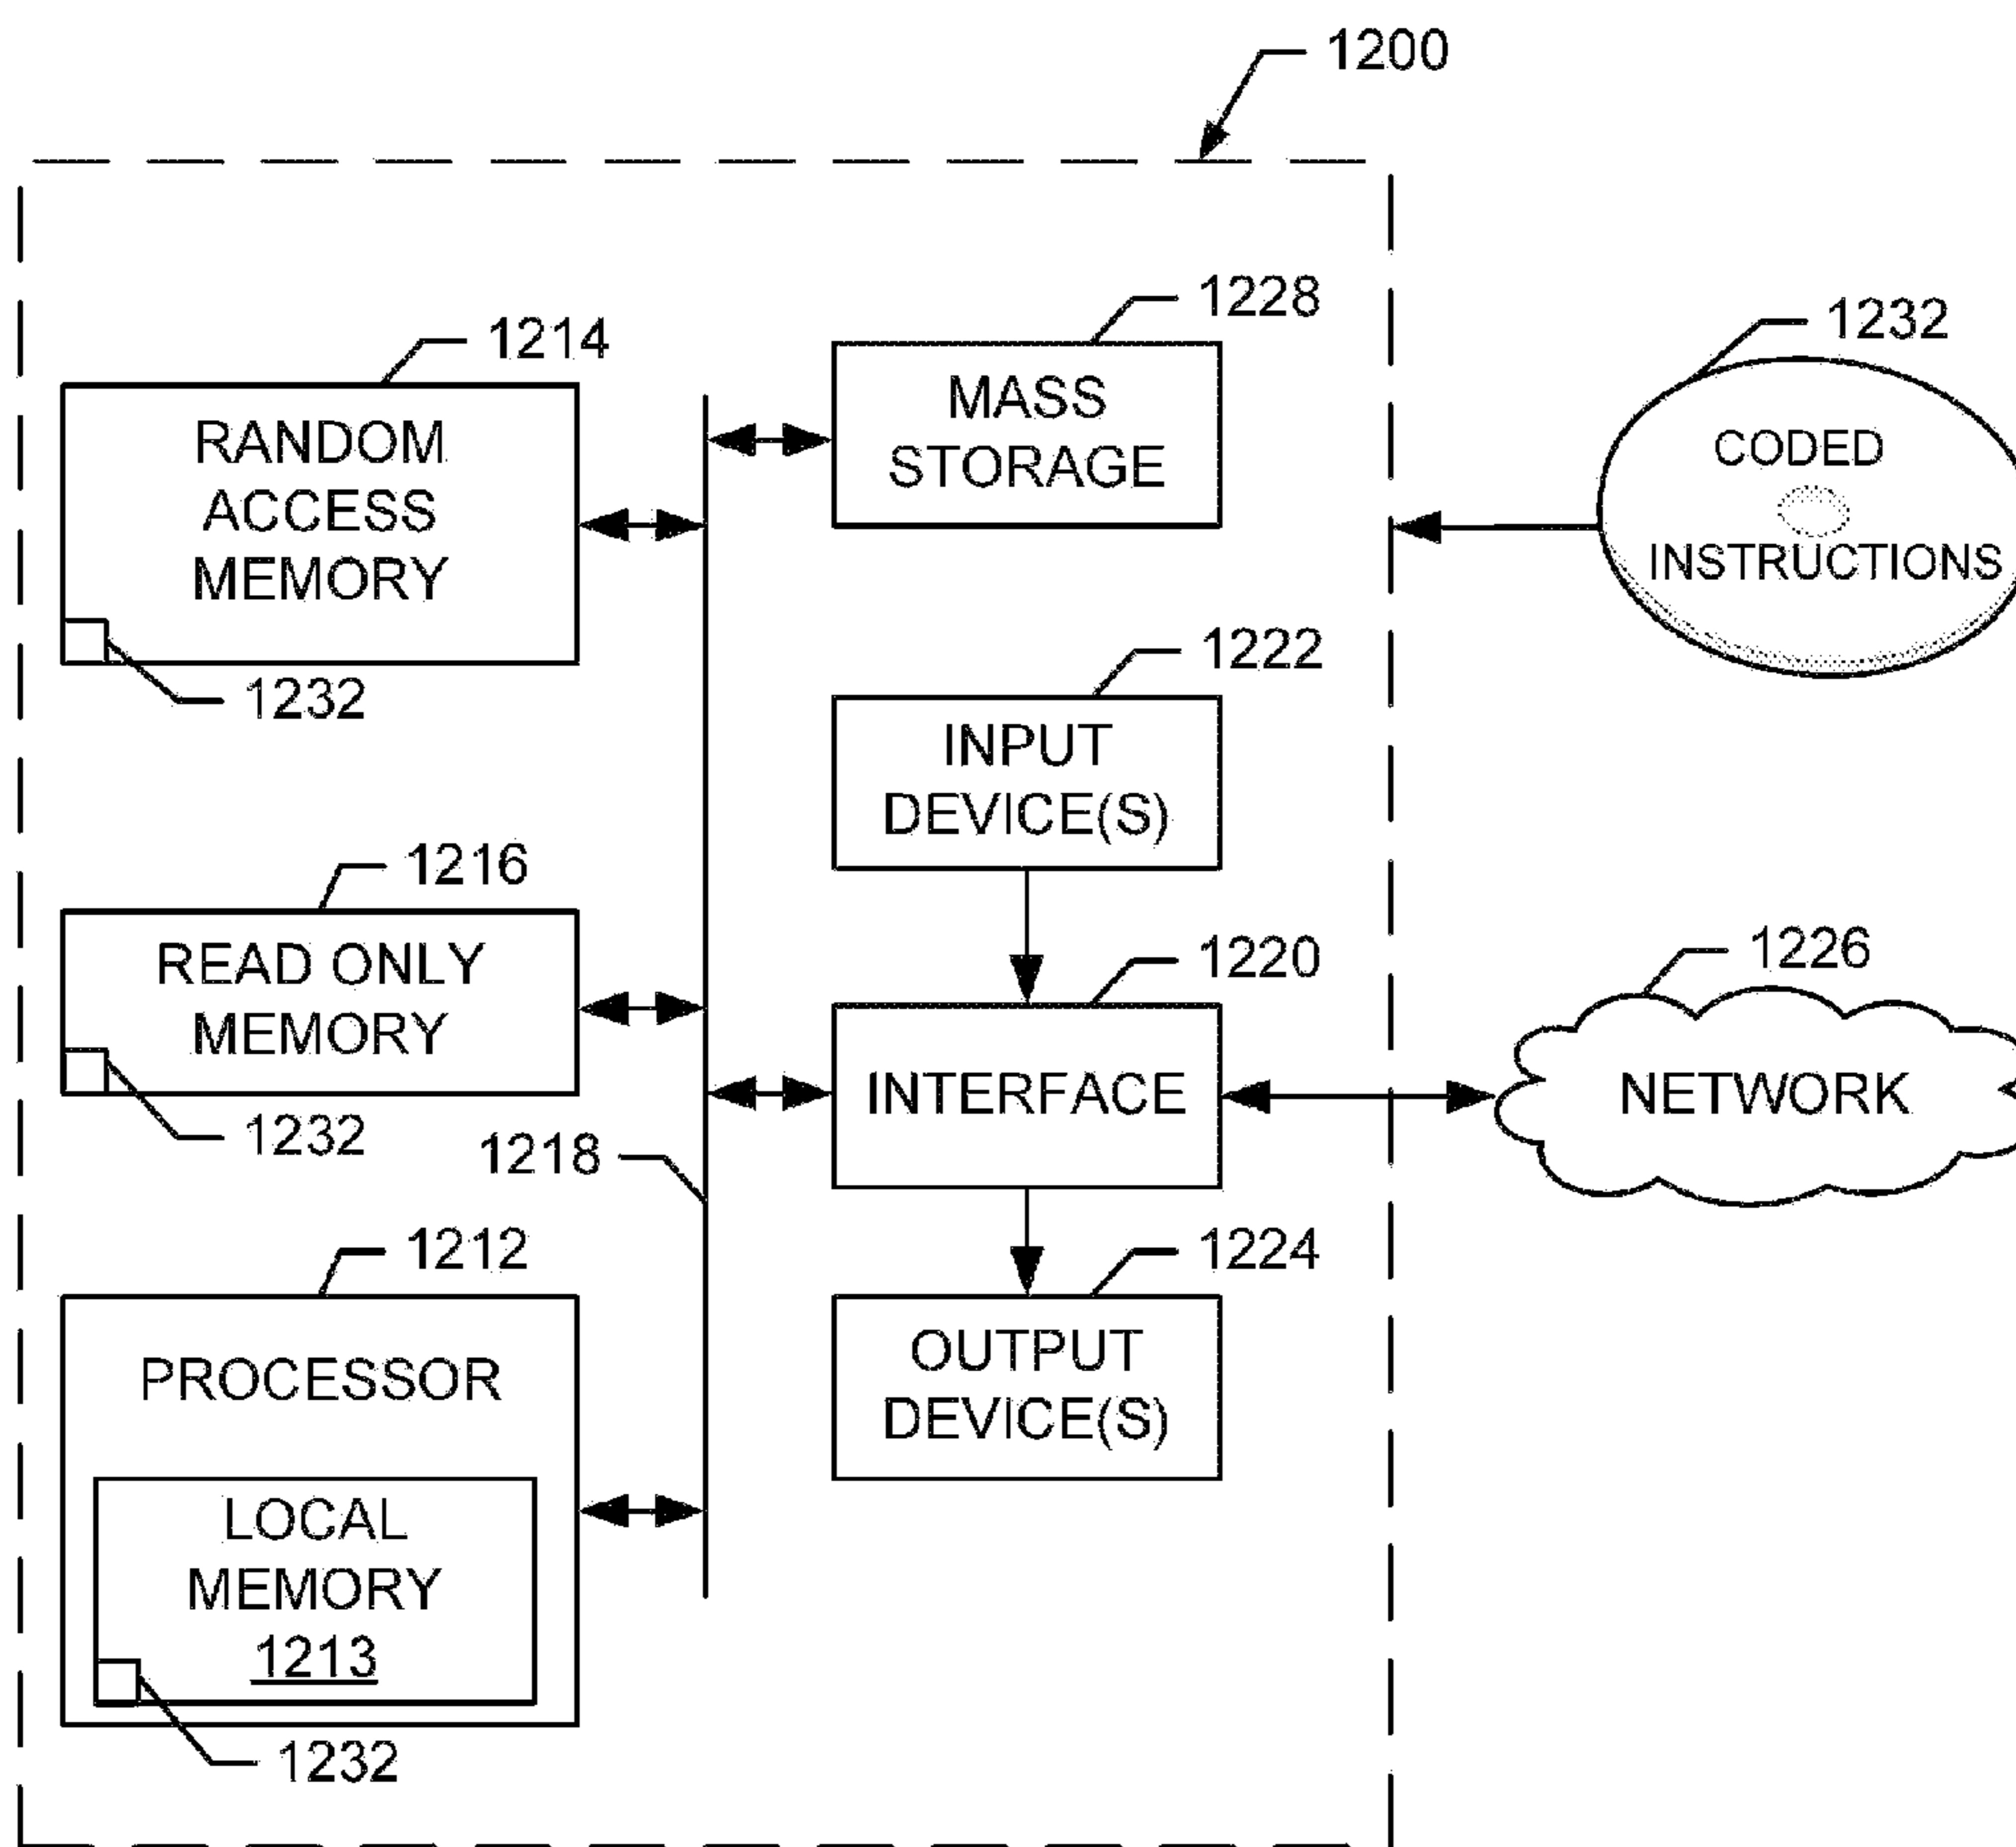 1200
1228
1214
1232
MASS
STORAGE
RANDOM
ACCESS
MEMORY
CODED
INSTRUCTIONS
1232
1222
INPUT
DEVICE(S)
1216
READ ONLY
MEMORY
1232
1220
INTERFACE
1226
NETWORK
1218
1212
PROCESSOR
LOCAL
MEMORY
1213
1232
1224
OUTPUT
DEVICE(S)